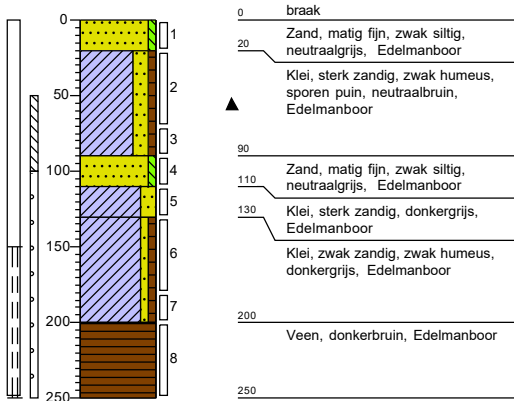 0
50
100
150
200
250
1
2
3
4
5
6
7
8
0
braak
Zand, matig fijn, zwak siltig,
neutraalgrijs, Edelmanboor
20
Klei, sterk zandig, zwak humeus,
sporen puin, neutraalbruin,
Edelmanboor
90
Zand, matig fijn, zwak siltig,
neutraalgrijs, Edelmanboor
110
Klei, sterk zandig, donkergrijs,
Edelmanboor
130
Klei, zwak zandig, zwak humeus,
donkergrijs, Edelmanboor
200
Veen, donkerbruin, Edelmanboor
250